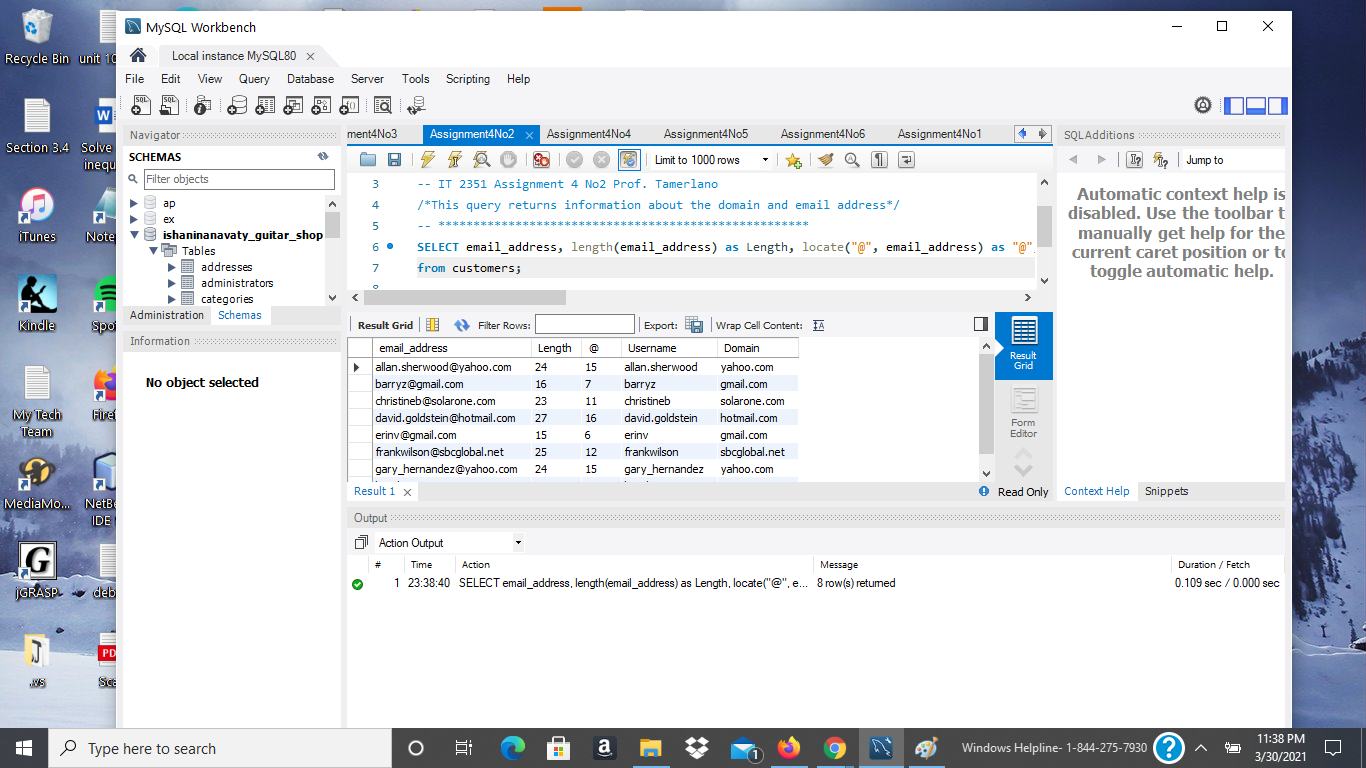 MySQL Workbench
Local instance MySQL80
File Edit View Query Database Server Tools Scripting Help
Navigator
SCHEMAS
Filter objects
ap
ex
ishaninanavaty_guitar_shop
Tables
addresses
administrators
categories
Administration Schemas
Information
No object selected
ment4No3 Assignment4No2 Assignment4No4 Assignment4No5 Assignment4No6 Assignment4No1
Limit to 1000 rows
3 -- IT 2351 Assignment 4 No2 Prof. Tamerlano
4 /*This query returns information about the domain and email address*/
5 -- *****************************************************
6 SELECT email_address, length(email_address) as Length, locate("@", email_address) as "@"
7 from customers;
8
Result Grid Filter Rows: Export: Wrap Cell Content:
email_address Length @ Username Domain
allan.sherwood@yahoo.com 24 15 allan.sherwood yahoo.com
barryz@gmail.com 16 7 barryz gmail.com
christineb@solarone.com 23 11 christineb solarone.com
david.goldstein@hotmail.com 27 16 david.goldstein hotmail.com
erinv@gmail.com 15 6 erinv gmail.com
frankwilson@sbcglobal.net 25 12 frankwilson sbcglobal.net
gary_hernandez@yahoo.com 24 15 gary_hernandez yahoo.com
Result Grid
Form Editor
Result 1
Read Only
SQLAdditions
Jump to
Automatic context help is
disabled. Use the toolbar t
manually get help for the
current caret position or to
toggle automatic help.
Context Help Snippets
Output
Action Output
# Time Action Message Duration / Fetch
1 23:38:40 SELECT email_address, length(email_address) as Length, locate("@", e... 8 row(s) returned 0.109 sec / 0.000 sec
Recycle Bin
unit 10
Section 3.4
Solve
inequ
iTunes
Note
Kindle
Spot
My Tech
Team
Firef
MediaMo...
NetBe
IDE
jGRASP
deb
.vs
PD
Sca
Type here to search
1
Windows Helpline- 1-844-275-7930
11:38 PM
3/30/2021